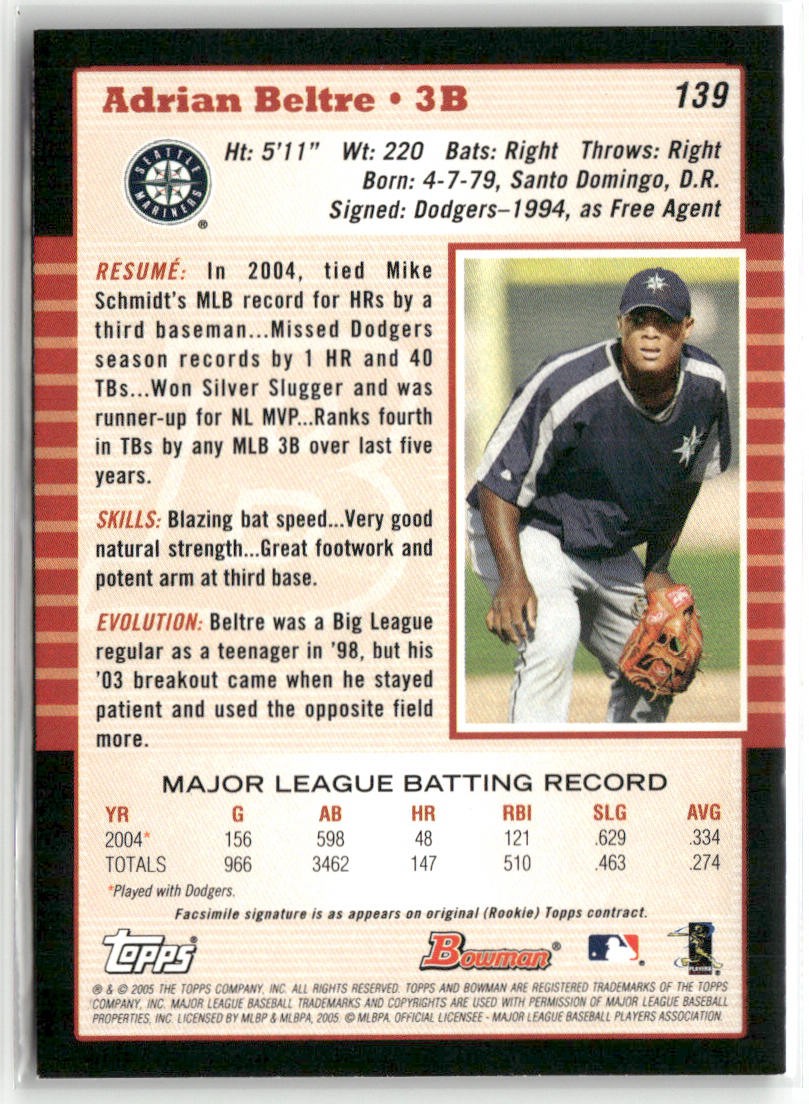 Adrian Beltre • 3B 139
SEATTLE
MARINERS
®
Ht: 5'11" Wt: 220 Bats: Right Throws: Right
Born: 4-7-79, Santo Domingo, D.R.
Signed: Dodgers–1994, as Free Agent
RESUMÉ: In 2004, tied Mike
Schmidt's MLB record for HRs by a
third baseman...Missed Dodgers
season records by 1 HR and 40
TBs...Won Silver Slugger and was
runner-up for NL MVP...Ranks fourth
in TBs by any MLB 3B over last five
years.
SKILLS: Blazing bat speed...Very good
natural strength...Great footwork and
potent arm at third base.
EVOLUTION: Beltre was a Big League
regular as a teenager in '98, but his
'03 breakout came when he stayed
patient and used the opposite field
more.
MAJOR LEAGUE BATTING RECORD
YR G AB HR RBI SLG AVG
2004* 156 598 48 121 .629 .334
TOTALS 966 3462 147 510 .463 .274
*Played with Dodgers.
Facsimile signature is as appears on original (Rookie) Topps contract.
topps® Bowman® ® PLAYERS ®
® & © 2005 THE TOPPS COMPANY, INC. ALL RIGHTS RESERVED. TOPPS AND BOWMAN ARE REGISTERED TRADEMARKS OF THE TOPPS
COMPANY, INC. MAJOR LEAGUE BASEBALL TRADEMARKS AND COPYRIGHTS ARE USED WITH PERMISSION OF MAJOR LEAGUE BASEBALL
PROPERTIES, INC. LICENSED BY MLBP & MLBPA, 2005. © MLBPA. OFFICIAL LICENSEE - MAJOR LEAGUE BASEBALL PLAYERS ASSOCIATION.